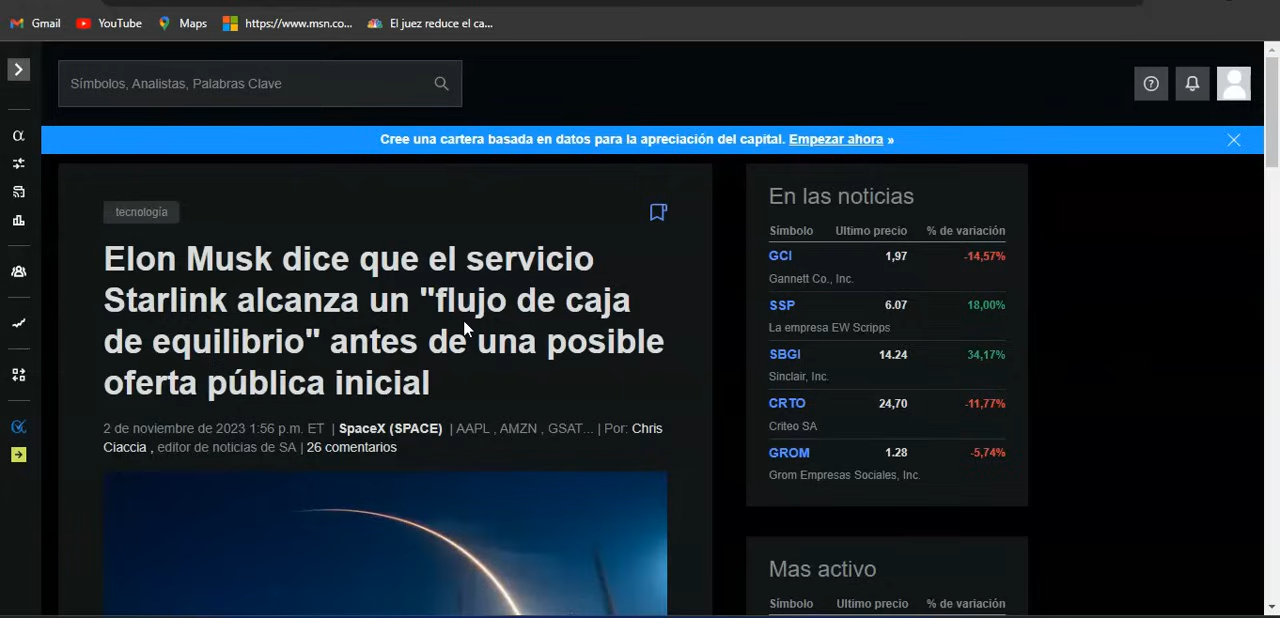 Gmail
YouTube
Maps
https://www.msn.co...
El juez reduce el ca...
Símbolos, Analistas, Palabras Clave
Cree una cartera basada en datos para la apreciación del capital. Empezar ahora »
tecnología
Elon Musk dice que el servicio
Starlink alcanza un "flujo de caja
de equilibrio" antes de una posible
oferta pública inicial
2 de noviembre de 2023 1:56 p.m. ET | SpaceX (SPACE) | AAPL , AMZN , GSAT... | Por: Chris
Ciaccia , editor de noticias de SA | 26 comentarios
En las noticias
Símbolo Ultimo precio % de variación
GCI 1,97 -14,57%
Gannett Co., Inc.
SSP 6.07 18,00%
La empresa EW Scripps
SBGI 14.24 34,17%
Sinclair, Inc.
CRTO 24,70 -11,77%
Criteo SA
GROM 1.28 -5,74%
Grom Empresas Sociales, Inc.
Mas activo
Símbolo Ultimo precio % de variación